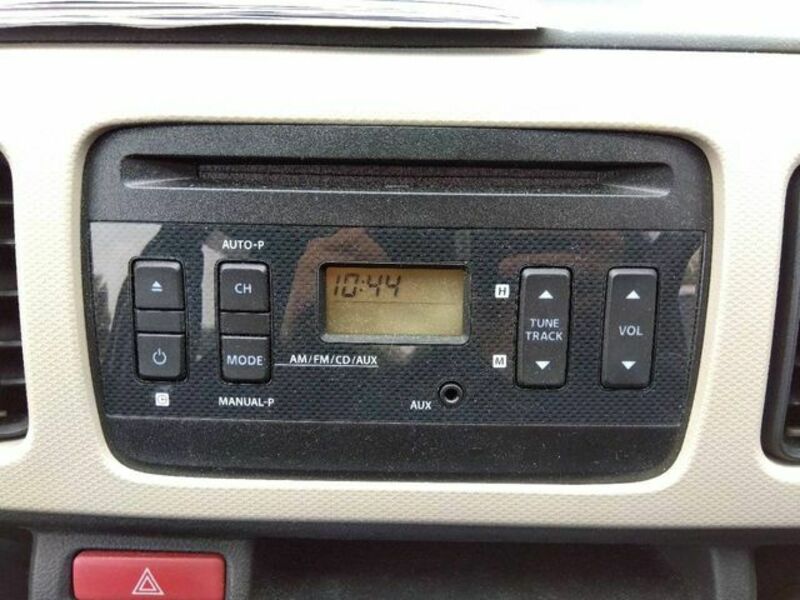 AUTO-P
CH
10:44
H
TUNE
TRACK
VOL
MODE
AM/FM/CD/AUX
M
C
MANUAL-P
AUX